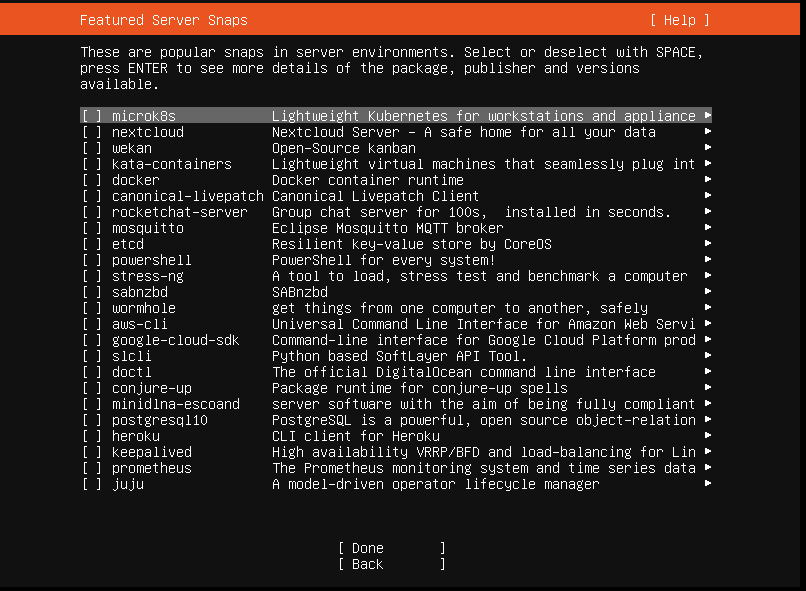 Featured Server Snaps [ Help ]
These are popular snaps in server environments. Select or deselect with SPACE,
press ENTER to see more details of the package, publisher and versions
available.
[ ] microk8s Lightweight Kubernetes for workstations and appliance ▸
[ ] nextcloud Nextcloud Server - A safe home for all your data ▸
[ ] wekan Open-Source kanban ▸
[ ] kata-containers Lightweight virtual machines that seamlessly plug int ▸
[ ] docker Docker container runtime ▸
[ ] canonical-livepatch Canonical Livepatch Client ▸
[ ] rocketchat-server Group chat server for 100s,  installed in seconds. ▸
[ ] mosquitto Eclipse Mosquitto MQTT broker ▸
[ ] etcd Resilient key-value store by CoreOS ▸
[ ] powershell PowerShell for every system! ▸
[ ] stress-ng A tool to load, stress test and benchmark a computer ▸
[ ] sabnzbd SABnzbd ▸
[ ] wormhole get things from one computer to another, safely ▸
[ ] aws-cli Universal Command Line Interface for Amazon Web Servi ▸
[ ] google-cloud-sdk Command-line interface for Google Cloud Platform prod ▸
[ ] slcli Python based SoftLayer API Tool. ▸
[ ] doctl The official DigitalOcean command line interface ▸
[ ] conjure-up Package runtime for conjure-up spells ▸
[ ] minidlna-escoand server software with the aim of being fully compliant ▸
[ ] postgresql10 PostgreSQL is a powerful, open source object-relation ▸
[ ] heroku CLI client for Heroku ▸
[ ] keepalived High availability VRRP/BFD and load-balancing for Lin ▸
[ ] prometheus The Prometheus monitoring system and time series data ▸
[ ] juju A model-driven operator lifecycle manager ▸
[ Done ]
[ Back ]